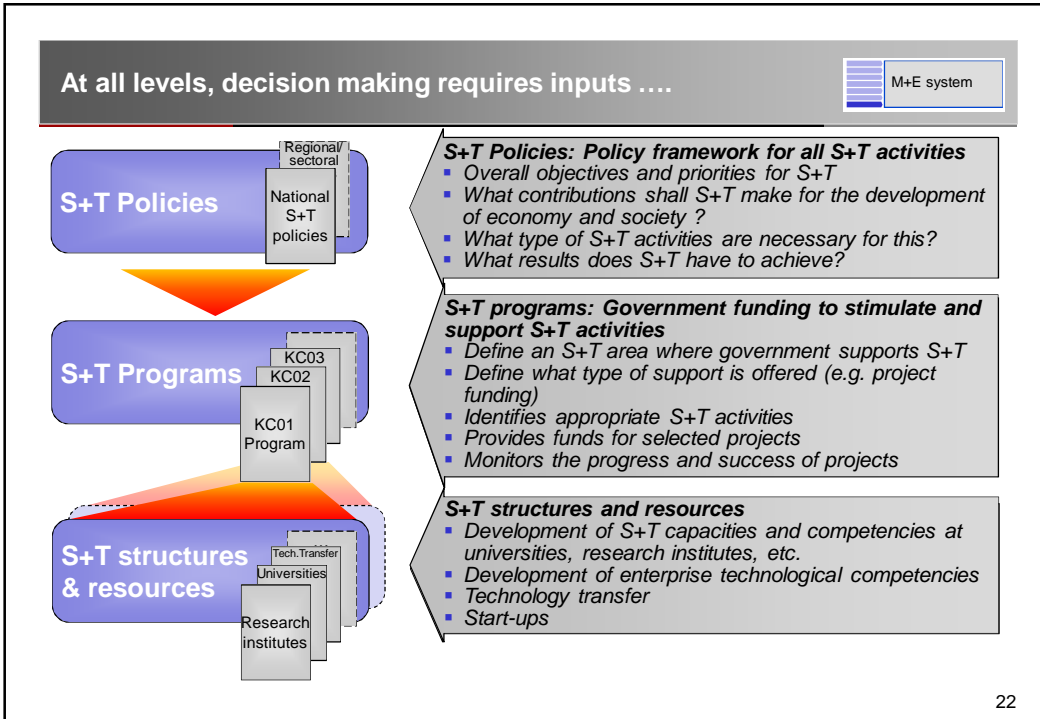 At all levels, decision making requires inputs ....
M+E system
S+T Policies
Regional/
sectoral
National
S+T
policies
S+T Policies: Policy framework for all S+T activities
▪ Overall objectives and priorities for S+T
▪ What contributions shall S+T make for the development
of economy and society ?
▪ What type of S+T activities are necessary for this?
▪ What results does S+T have to achieve?
S+T Programs
KC03
KC02
KC01
Program
S+T programs: Government funding to stimulate and
support S+T activities
▪ Define an S+T area where government supports S+T
▪ Define what type of support is offered (e.g. project
funding)
▪ Identifies appropriate S+T activities
▪ Provides funds for selected projects
▪ Monitors the progress and success of projects
S+T structures
& resources
Tech.Transfer
Universities
Research
institutes
S+T structures and resources
▪ Development of S+T capacities and competencies at
universities, research institutes, etc.
▪ Development of enterprise technological competencies
▪ Technology transfer
▪ Start-ups
22